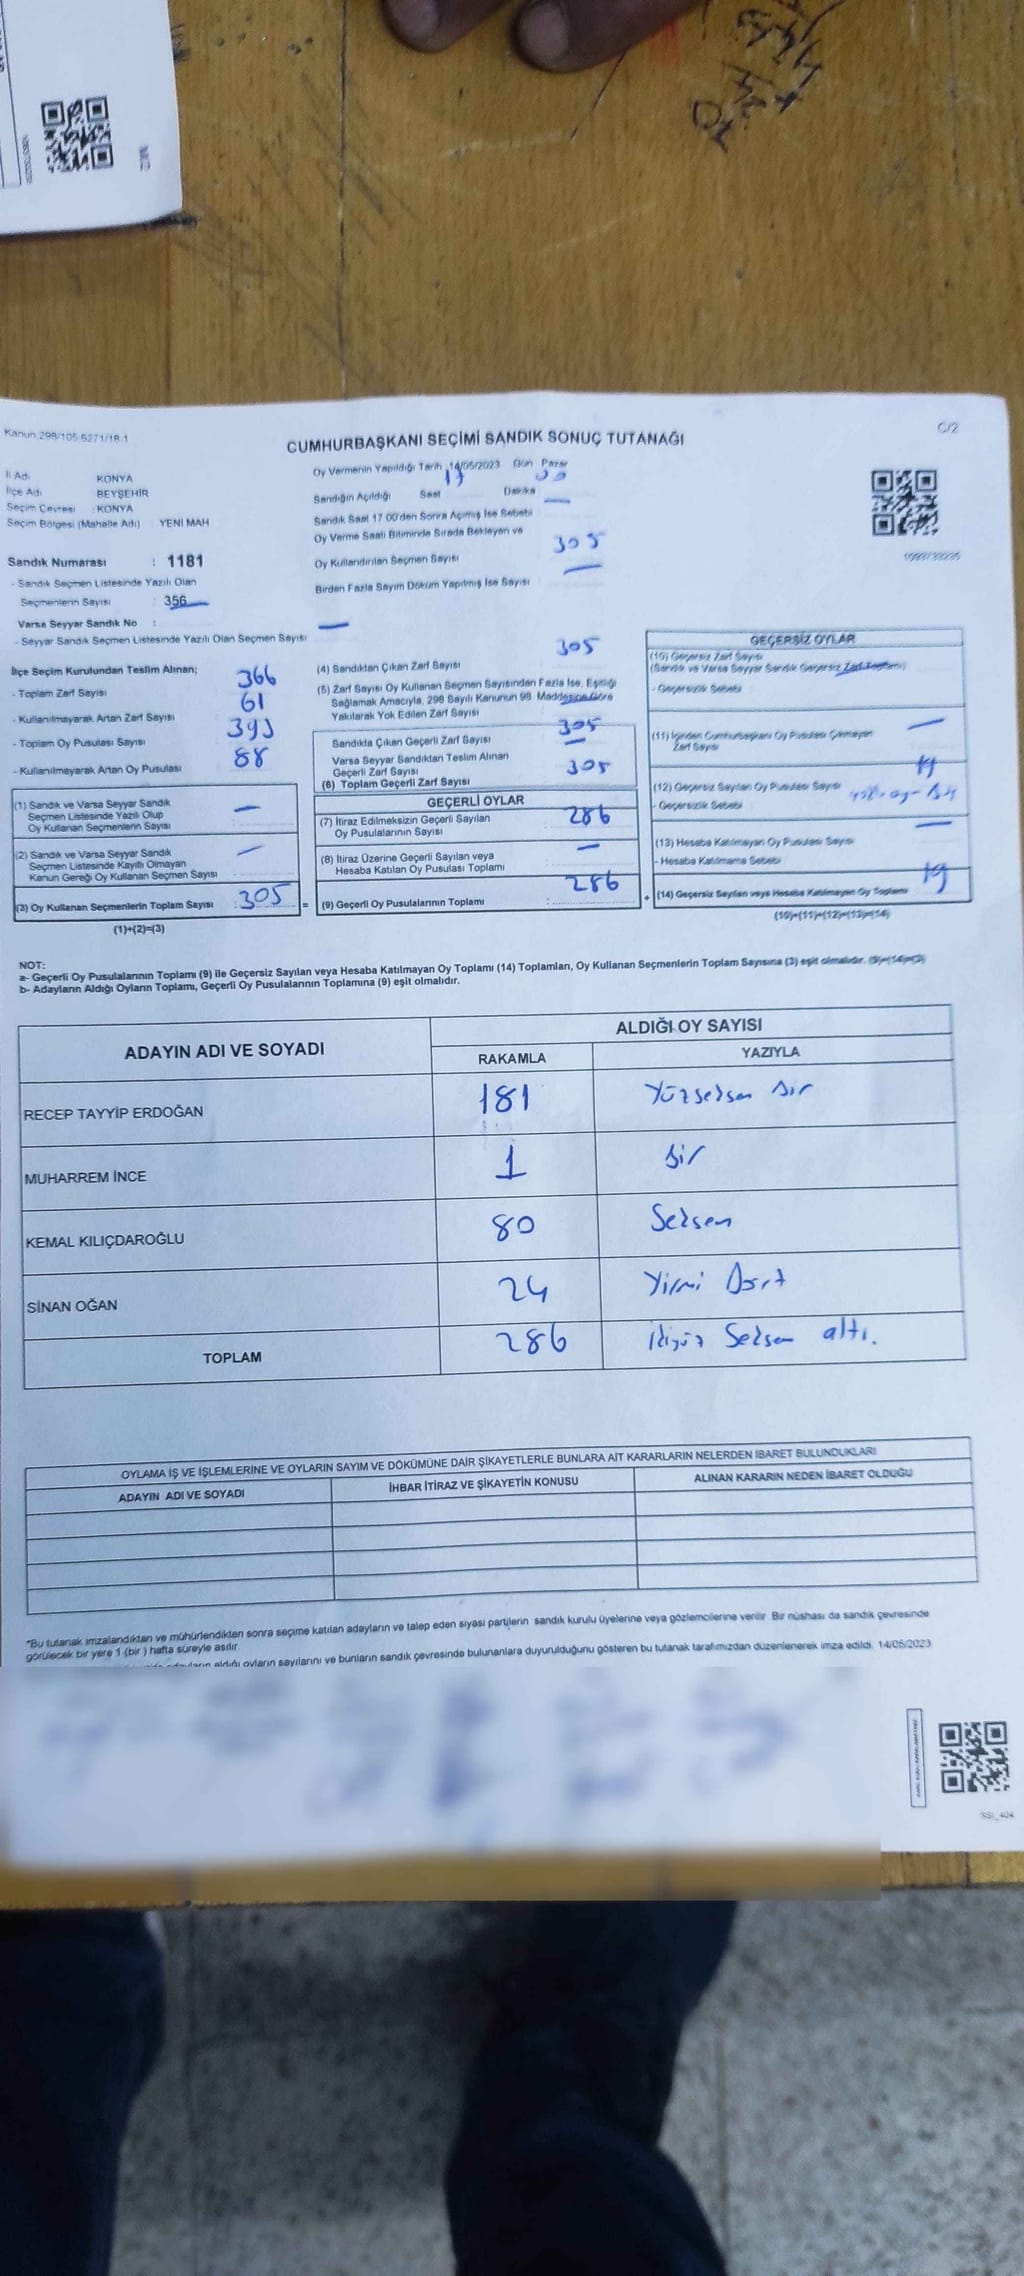 M2
Kanun 298/105 6271/18-1
C/2
CUMHURBAŞKANI SEÇİMİ SANDIK SONUÇ TUTANAĞI
İl Adı KONYA
İlçe Adı BEYŞEHİR
Seçim Çevresi : KONYA
Seçim Bölgesi (Mahalle Adı) YENİ MAH
Sandık Numarası : 1181
- Sandık Seçmen Listesinde Yazılı Olan
Seçmenlerin Sayısı : 356
Varsa Seyyar Sandık No :
- Seyyar Sandık Seçmen Listesinde Yazılı Olan Seçmen Sayısı
Oy Vermenin Yapıldığı Tarih 14/05/2023 Gün Pazar
Sandığın Açıldığı Saat 17 Dakika
Sandık Saat 17 00'den Sonra Açımış İse Sebebi
Oy Verme Saati Bitiminde Sırada Bekleyen ve
Oy Kullandırılan Seçmen Sayısı 305
Birden Fazla Sayım Döküm Yapılmış İse Sayısı
İlçe Seçim Kurulundan Teslim Alınan;
- Toplam Zarf Sayısı 366
- Kullanılmayarak Artan Zarf Sayısı 61
- Toplam Oy Pusulası Sayısı 393
- Kullanılmayarak Artan Oy Pusulası 88
(1) Sandık ve Varsa Seyyar Sandık
Seçmen Listesinde Yazılı Olup
Oy Kullanan Seçmenlerin Sayısı
(2) Sandık ve Varsa Seyyar Sandık
Seçmen Listesinde Kayıtlı Olmayan
Kanun Gereği Oy Kullanan Seçmen Sayısı
(3) Oy Kullanan Seçmenlerin Toplam Sayısı : 305 =
(1)+(2)=(3)
(4) Sandıktan Çıkan Zarf Sayısı 305
(5) Zarf Sayısı Oy Kullanan Seçmen Sayısından Fazla İse, Eşitliği
Sağlamak Amacıyla, 298 Sayılı Kanunun 98. Maddesine Göre
Yakılarak Yok Edilen Zarf Sayısı
Sandıkta Çıkan Geçerli Zarf Sayısı 305
Varsa Seyyar Sandıktan Teslim Alınan
Geçerli Zarf Sayısı
(6) Toplam Geçerli Zarf Sayısı 305
GEÇERLİ OYLAR
(7) İtiraz Edilmeksizin Geçerli Sayılan
Oy Pusulalarının Sayısı 286
(8) İtiraz Üzerine Geçerli Sayılan veya
Hesaba Katılan Oy Pusulası Toplamı
(9) Geçerli Oy Pusulalarının Toplamı : 286 +
GEÇERSİZ OYLAR
(10) Geçersiz Zarf Sayısı
(Sandık ve Varsa Seyyar Sandık Geçersiz Zarf Toplamı)
- Geçersizlik Sebebi
(11) İçinden Cumhurbaşkanı Oy Pusulası Çıkmayan
Zarf Sayısı
(12) Geçersiz Sayılan Oy Pusulası Sayısı 19
- Geçersizlik Sebebi
(13) Hesaba Katılmayan Oy Pusulası Sayısı
- Hesaba Katılmama Sebebi
(14) Geçersiz Sayılan veya Hesaba Katılmayan Oy Toplamı 19
(10)+(11)+(12)+(13)=(14)
NOT:
a- Geçerli Oy Pusulalarının Toplamı (9) ile Geçersiz Sayılan veya Hesaba Katılmayan Oy Toplamı (14) Toplamları, Oy Kullanan Seçmenlerin Toplam Sayısına (3) eşit olmalıdır. (9)+(14)=(3)
b- Adayların Aldığı Oyların Toplamı, Geçerli Oy Pusulalarının Toplamına (9) eşit olmalıdır.
ADAYIN ADI VE SOYADI ALDIĞI OY SAYISI
RAKAMLA YAZIYLA
RECEP TAYYİP ERDOĞAN 181 Yüzseksen bir
MUHARREM İNCE 1 bir
KEMAL KILIÇDAROĞLU 80 Seksen
SİNAN OĞAN 24 Yirmi Dört
TOPLAM 286 İkiyüz Seksen altı.
OYLAMA İŞ VE İŞLEMLERİNE VE OYLARIN SAYIM VE DÖKÜMÜNE DAİR ŞİKAYETLERLE BUNLARA AİT KARARLARIN NELERDEN İBARET BULUNDUKLARI
ADAYIN ADI VE SOYADI İHBAR İTİRAZ VE ŞİKAYETİN KONUSU ALINAN KARARIN NEDEN İBARET OLDUĞU
*Bu tutanak imzalandıktan ve mühürlendikten sonra seçime katılan adayların ve talep eden siyasi partilerin sandık kurulu üyelerine veya gözlemcilerine verilir. Bir nüshası da sandık çevresinde
görülecek bir yere 1 (bir ) hafta süreyle asılır.
aldığı oyların sayılarını ve bunların sandık çevresinde bulunanlara duyurulduğunu gösteren bu tutanak tarafımızdan düzenlenerek imza edildi. 14/05/2023